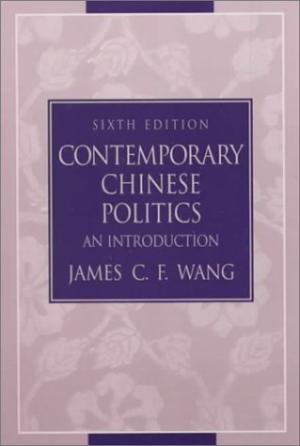 SIXTH EDITION
CONTEMPORARY
CHINESE
POLITICS
AN INTRODUCTION
JAMES C. F. WANG